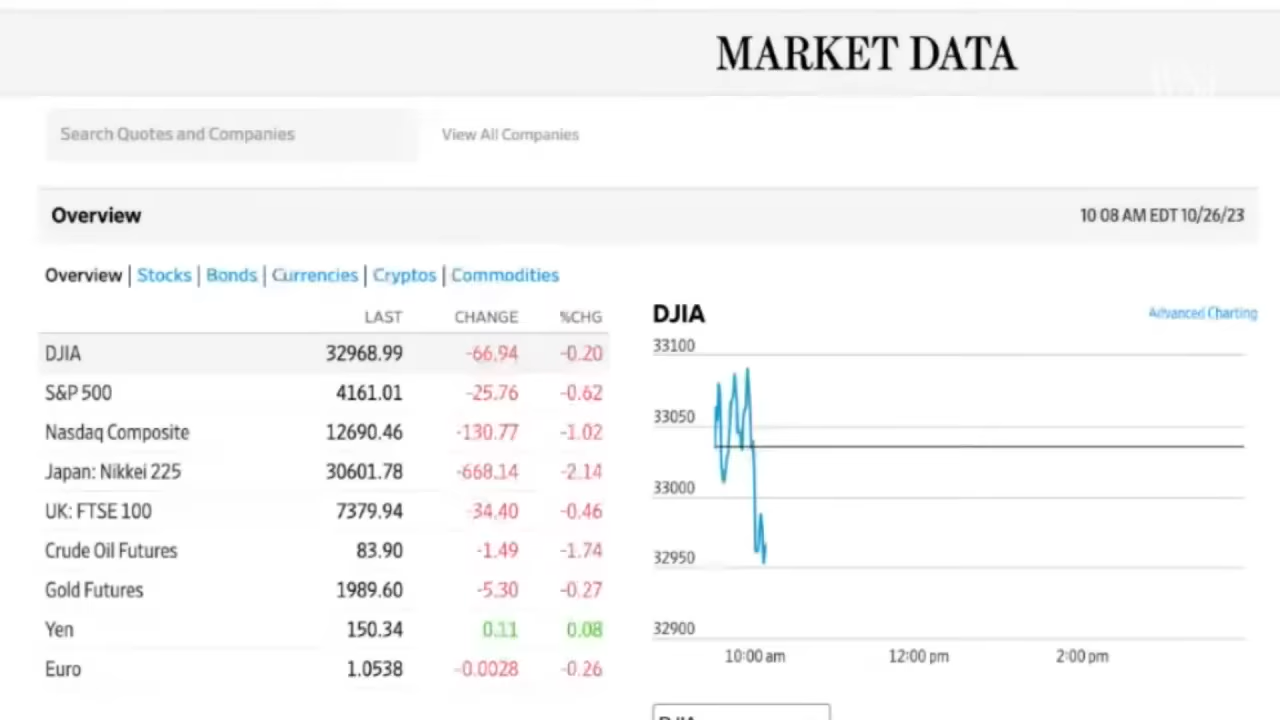 MARKET DATA
WSJ
Search Quotes and Companies View All Companies
Overview 10 08 AM EDT 10/26/23
Overview | Stocks | Bonds | Currencies | Cryptos | Commodities
LAST CHANGE %CHG
DJIA 32968.99 -66.94 -0.20
S&P 500 4161.01 -25.76 -0.62
Nasdaq Composite 12690.46 -130.77 -1.02
Japan: Nikkei 225 30601.78 -668.14 -2.14
UK: FTSE 100 7379.94 -34.40 -0.46
Crude Oil Futures 83.90 -1.49 -1.74
Gold Futures 1989.60 -5.30 -0.27
Yen 150.34 0.11 0.08
Euro 1.0538 -0.0028 -0.26
DJIA Advanced Charting
33100
33050
33000
32950
32900
10:00 am 12:00 pm 2:00 pm
DJIA